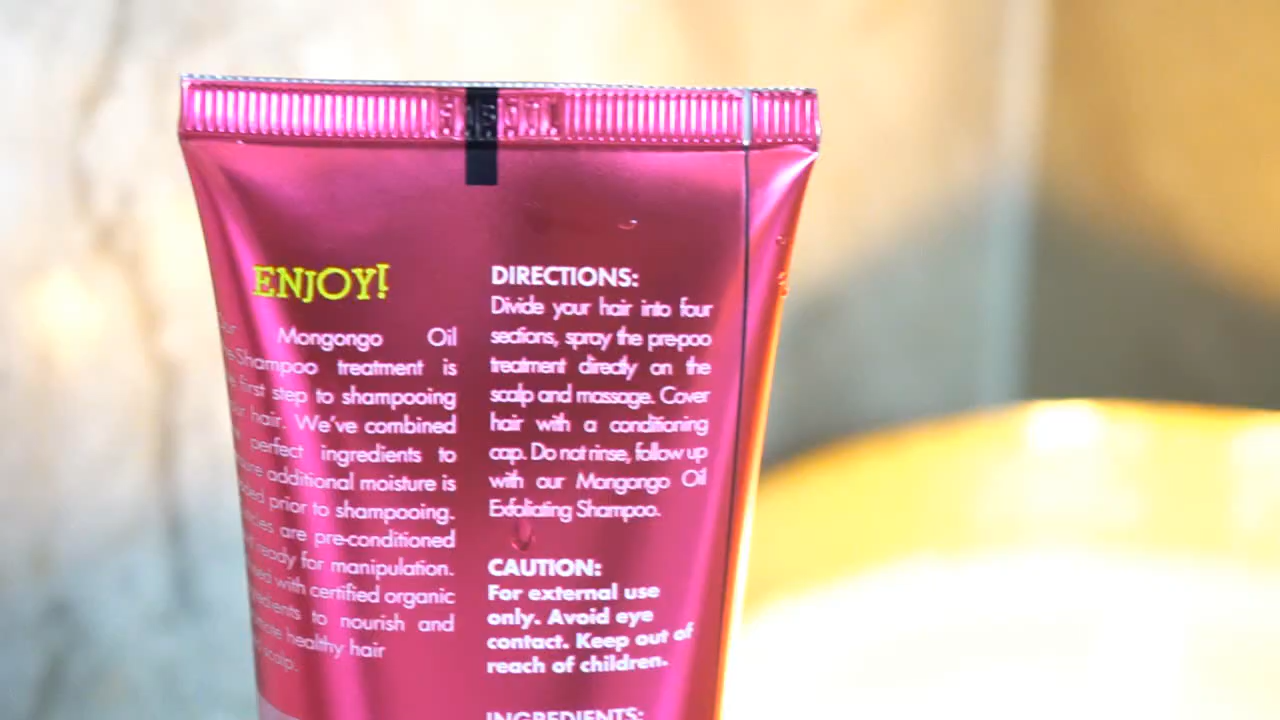 ENJOY!
Mongongo Oil
Shampoo treatment is
first step to shampooing
hair. We've combined
perfect ingredients to
additional moisture is
prior to shampooing.
are pre-conditioned
ready for manipulation.
with certified organic
to nourish and
healthy hair
scalp.
DIRECTIONS:
Divide your hair into four
sections, spray the pre-poo
treatment directly on the
scalp and massage. Cover
hair with a conditioning
cap. Do not rinse, follow up
with our Mongongo Oil
Exfoliating Shampoo.
CAUTION:
For external use
only. Avoid eye
contact. Keep out of
reach of children.
INGREDIENTS: